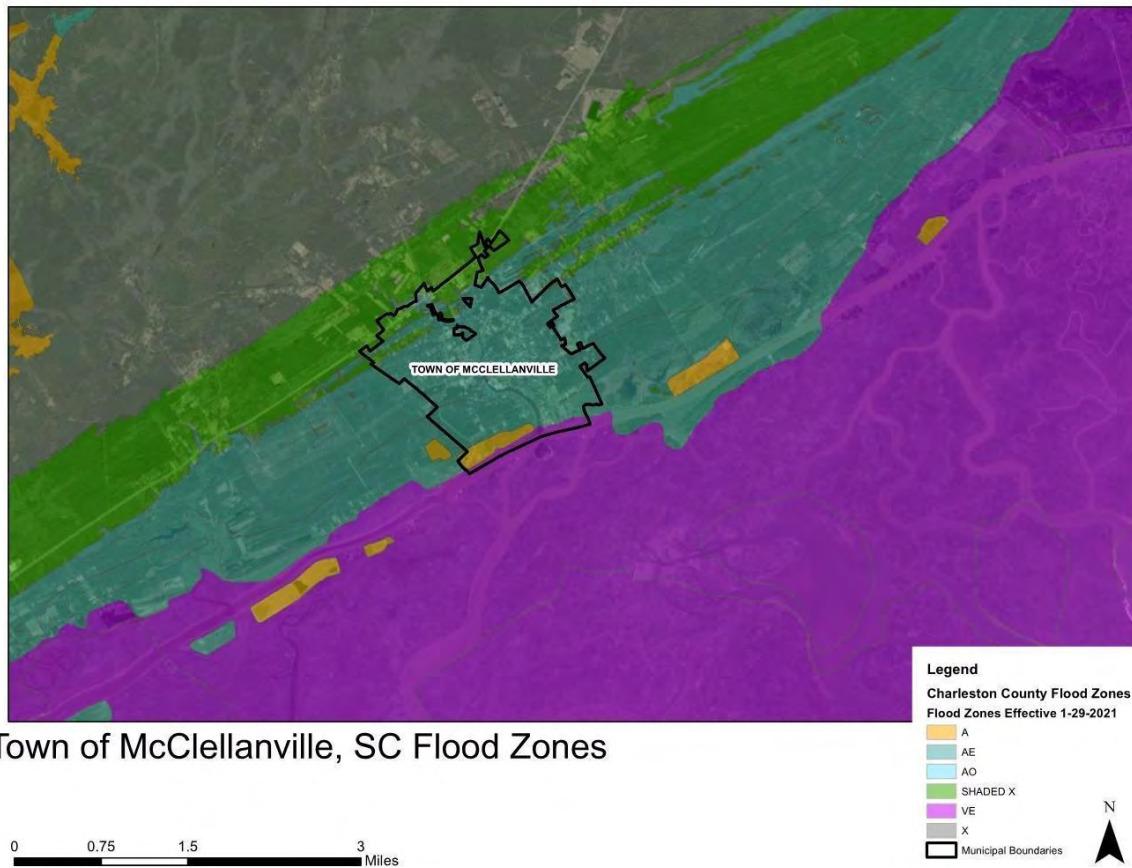 TOWN OF MCCLELLANVILLE
Legend
Charleston County Flood Zones
Flood Zones Effective 1-29-2021
A
AE
AO
SHADED X
VE
X
Municipal Boundaries
N
Town of McClellanville, SC Flood Zones
0 0.75 1.5 3
Miles